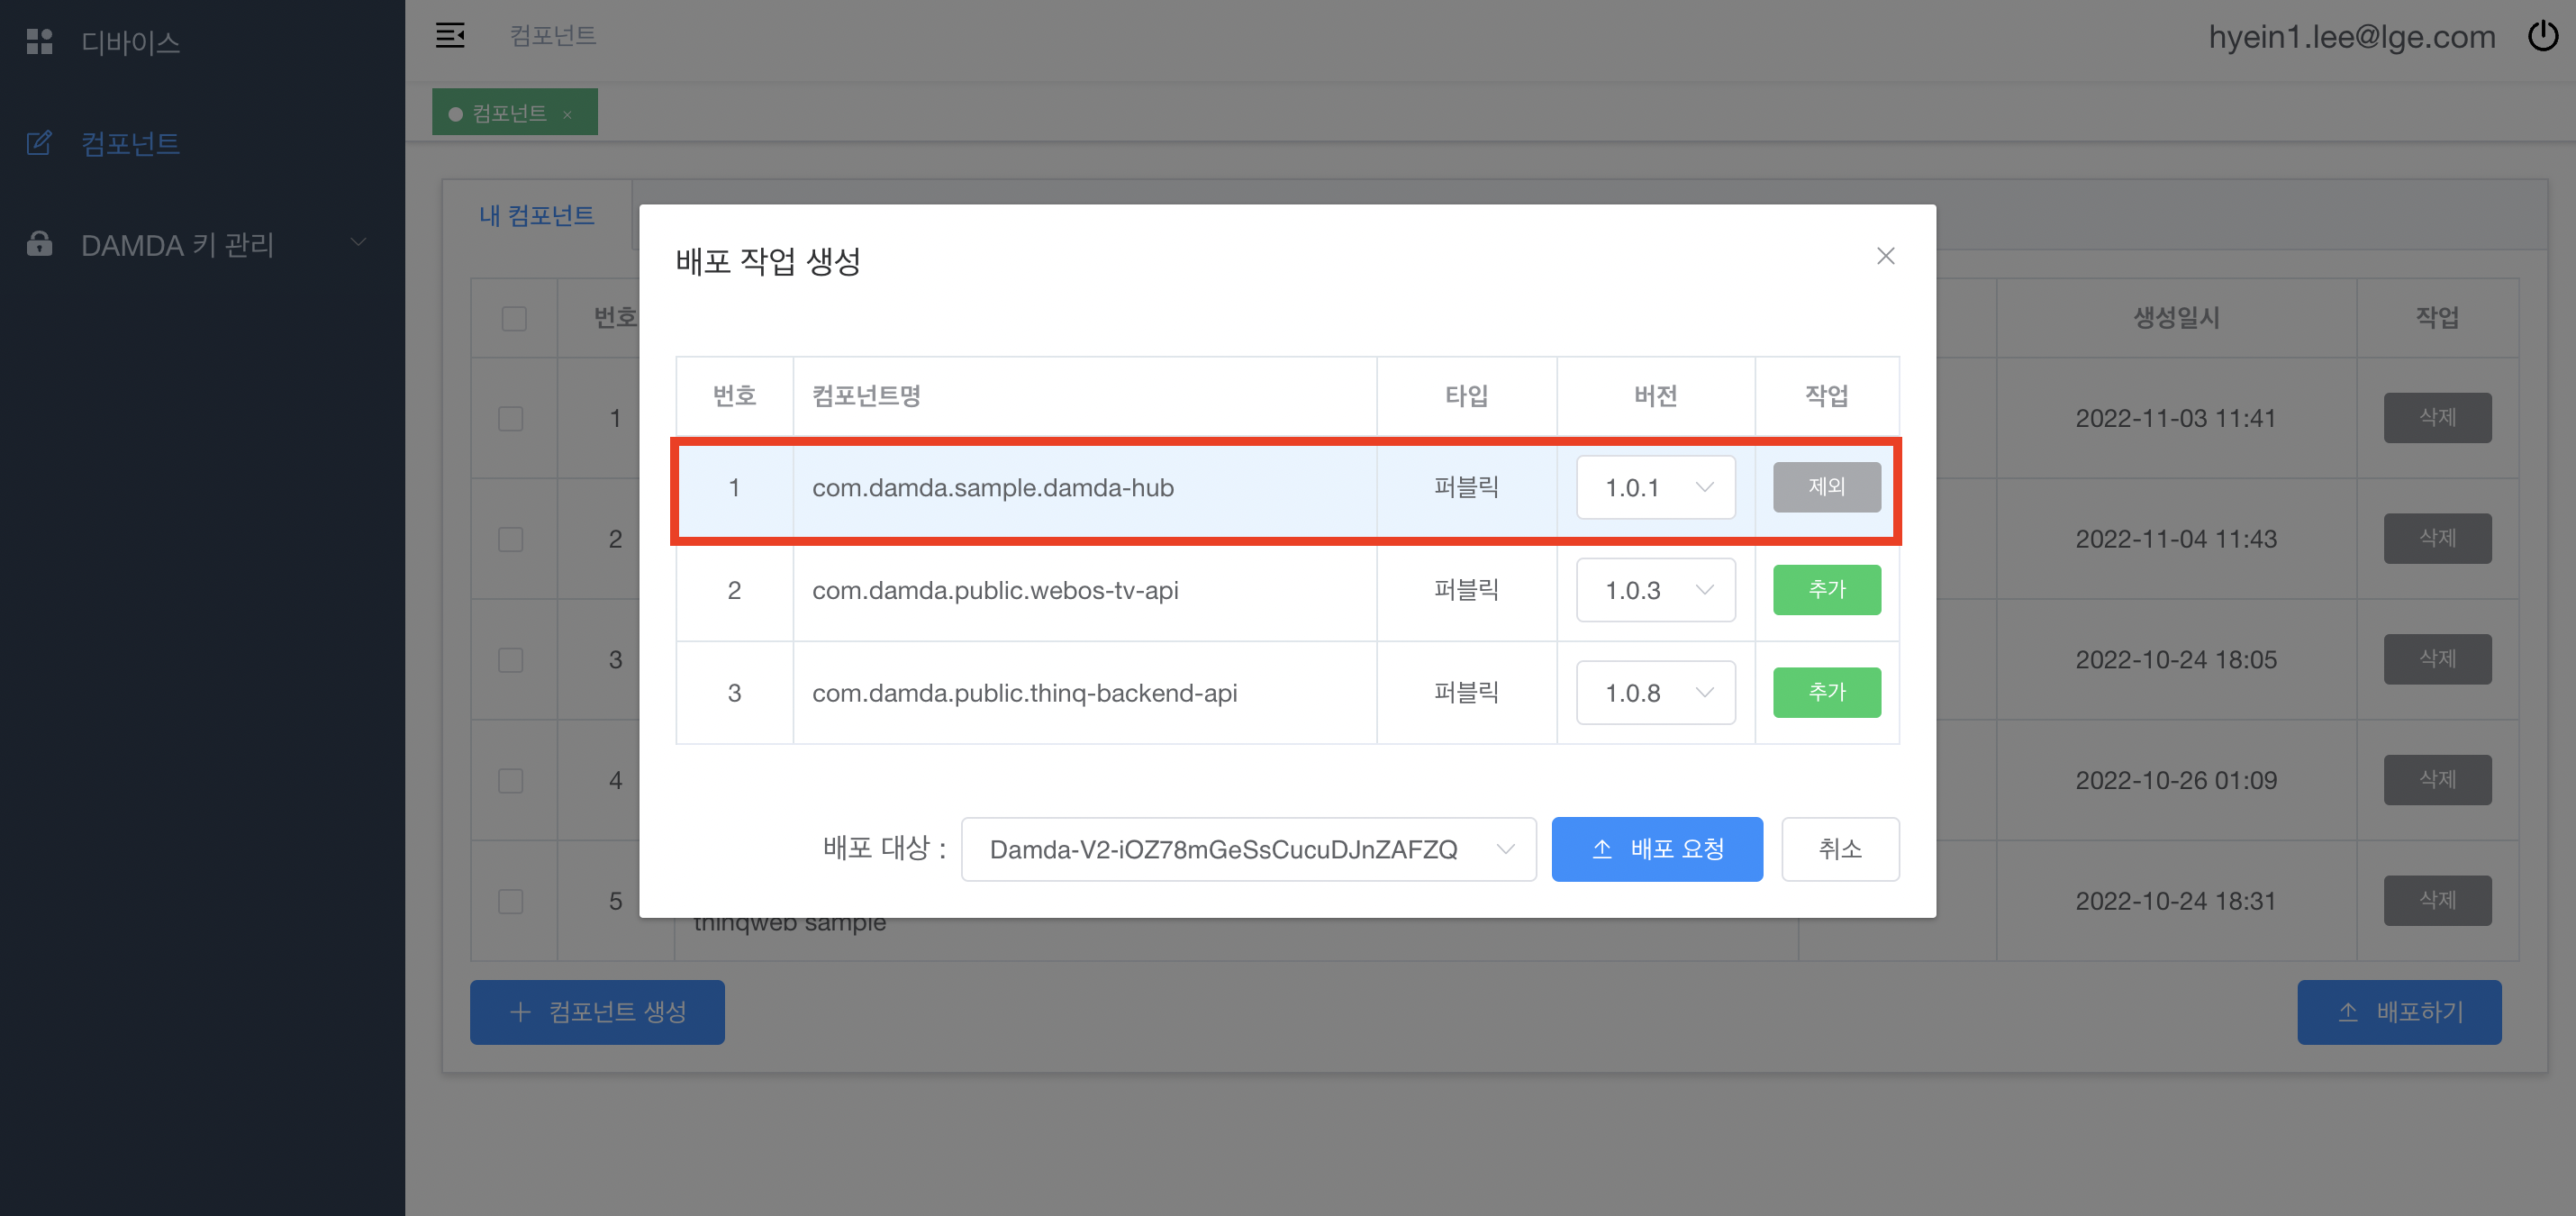 디바이스
컴포넌트
DAMDA 키 관리
컴포넌트
hyein1.lee@lge.com
컴포넌트 ×
내 컴포넌트
번호 생성일시 작업
1 2022-11-03 11:41 삭제
2 2022-11-04 11:43 삭제
3 2022-10-24 18:05 삭제
4 2022-10-26 01:09 삭제
5 2022-10-24 18:31 삭제
thinqweb sample
컴포넌트 생성
배포하기
배포 작업 생성
번호 컴포넌트명 타입 버전 작업
1 com.damda.sample.damda-hub 퍼블릭 1.0.1 제외
2 com.damda.public.webos-tv-api 퍼블릭 1.0.3 추가
3 com.damda.public.thinq-backend-api 퍼블릭 1.0.8 추가
배포 대상 : Damda-V2-iOZ78mGeSsCucuDJnZAFZQ 배포 요청 취소